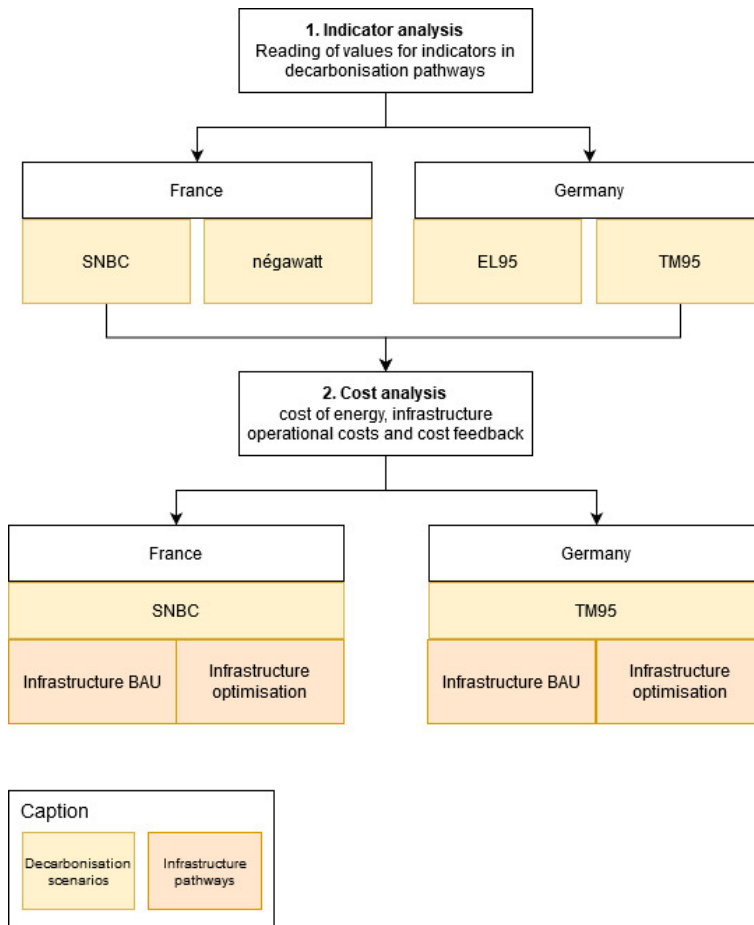 1. Indicator analysis
Reading of values for indicators in
decarbonisation pathways
France
Germany
SNBC
négawatt
EL95
TM95
2. Cost analysis
cost of energy, infrastructure
operational costs and cost feedback
France
Germany
SNBC
TM95
Infrastructure BAU
Infrastructure
optimisation
Infrastructure BAU
Infrastructure
optimisation
Caption
Decarbonisation
scenarios
Infrastructure
pathways